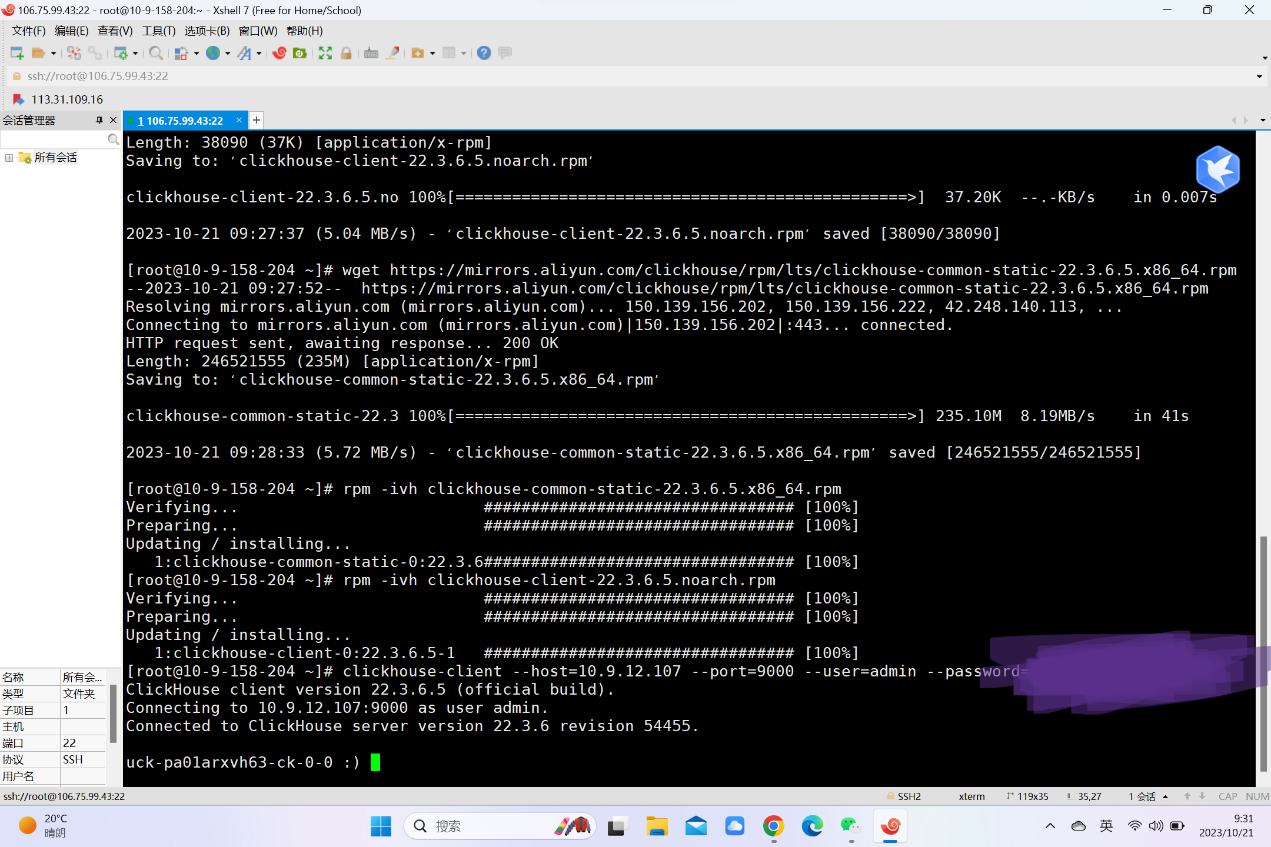 106.75.99.43:22 - root@10-9-158-204:~ - Xshell 7 (Free for Home/School)
文件(F) 编辑(E) 查看(V) 工具(T) 选项卡(B) 窗口(W) 帮助(H)
ssh://root@106.75.99.43:22
113.31.109.16
会话管理器
1 106.75.99.43:22
所有会话
Length: 38090 (37K) [application/x-rpm]
Saving to: ‘clickhouse-client-22.3.6.5.noarch.rpm’
clickhouse-client-22.3.6.5.no 100%[================================================>] 37.20K --.-KB/s in 0.007s
2023-10-21 09:27:37 (5.04 MB/s) - ‘clickhouse-client-22.3.6.5.noarch.rpm’ saved [38090/38090]
[root@10-9-158-204 ~]# wget https://mirrors.aliyun.com/clickhouse/rpm/lts/clickhouse-common-static-22.3.6.5.x86_64.rpm
--2023-10-21 09:27:52-- https://mirrors.aliyun.com/clickhouse/rpm/lts/clickhouse-common-static-22.3.6.5.x86_64.rpm
Resolving mirrors.aliyun.com (mirrors.aliyun.com)... 150.139.156.202, 150.139.156.222, 42.248.140.113, ...
Connecting to mirrors.aliyun.com (mirrors.aliyun.com)|150.139.156.202|:443... connected.
HTTP request sent, awaiting response... 200 OK
Length: 246521555 (235M) [application/x-rpm]
Saving to: ‘clickhouse-common-static-22.3.6.5.x86_64.rpm’
clickhouse-common-static-22.3 100%[================================================>] 235.10M 8.19MB/s in 41s
2023-10-21 09:28:33 (5.72 MB/s) - ‘clickhouse-common-static-22.3.6.5.x86_64.rpm’ saved [246521555/246521555]
[root@10-9-158-204 ~]# rpm -ivh clickhouse-common-static-22.3.6.5.x86_64.rpm
Verifying... ################################# [100%]
Preparing... ################################# [100%]
Updating / installing...
1:clickhouse-common-static-0:22.3.6################################# [100%]
[root@10-9-158-204 ~]# rpm -ivh clickhouse-client-22.3.6.5.noarch.rpm
Verifying... ################################# [100%]
Preparing... ################################# [100%]
Updating / installing...
1:clickhouse-client-0:22.3.6.5-1 ################################# [100%]
[root@10-9-158-204 ~]# clickhouse-client --host=10.9.12.107 --port=9000 --user=admin --password=
ClickHouse client version 22.3.6.5 (official build).
Connecting to 10.9.12.107:9000 as user admin.
Connected to ClickHouse server version 22.3.6 revision 54455.
uck-pa01arxvh63-ck-0-0 :)
名称 所有会...
类型 文件夹
子项目 1
主机
端口 22
协议 SSH
用户名
ssh://root@106.75.99.43:22 SSH2 xterm 119x35 35,27 1 会话 CAP NUM
20°C
晴朗
搜索
英
9:31
2023/10/21